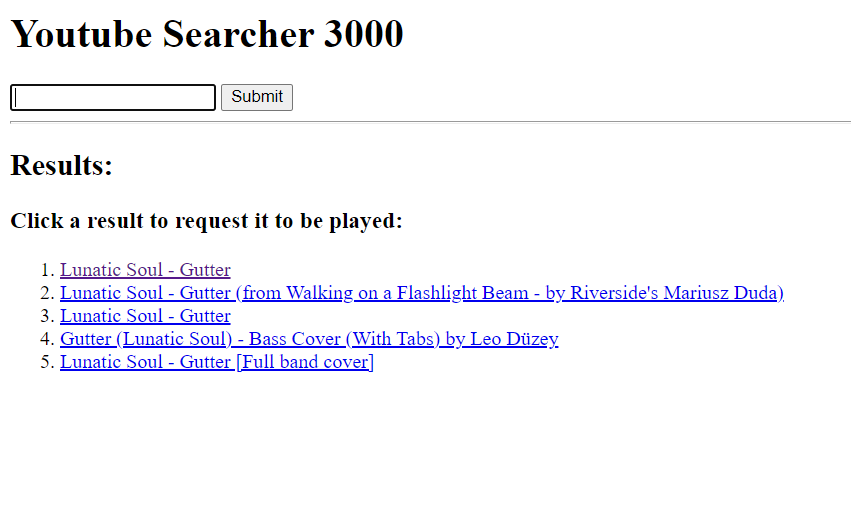 Youtube Searcher 3000
Submit
Results:
Click a result to request it to be played:
1. Lunatic Soul - Gutter
2. Lunatic Soul - Gutter (from Walking on a Flashlight Beam - by Riverside's Mariusz Duda)
3. Lunatic Soul - Gutter
4. Gutter (Lunatic Soul) - Bass Cover (With Tabs) by Leo Düzey
5. Lunatic Soul - Gutter [Full band cover]